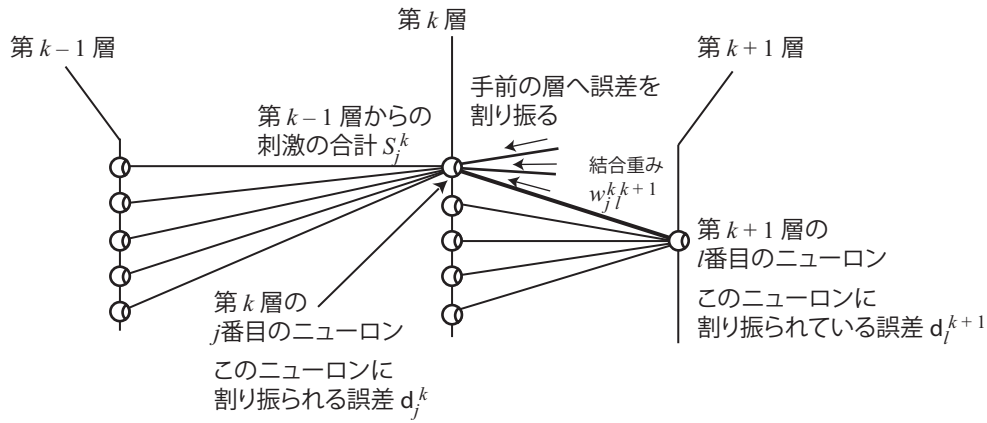 第 k 層
第 k – 1 層
第 k + 1 層
手前の層へ誤差を
割り振る
第 k – 1 層からの
刺激の合計 S_j^k
結合重み
w_{j l}^{k k + 1}
第 k + 1 層の
l番目のニューロン
このニューロンに
割り振られている誤差 d_l^{k + 1}
第 k 層の
j番目のニューロン
このニューロンに
割り振られる誤差 d_j^k